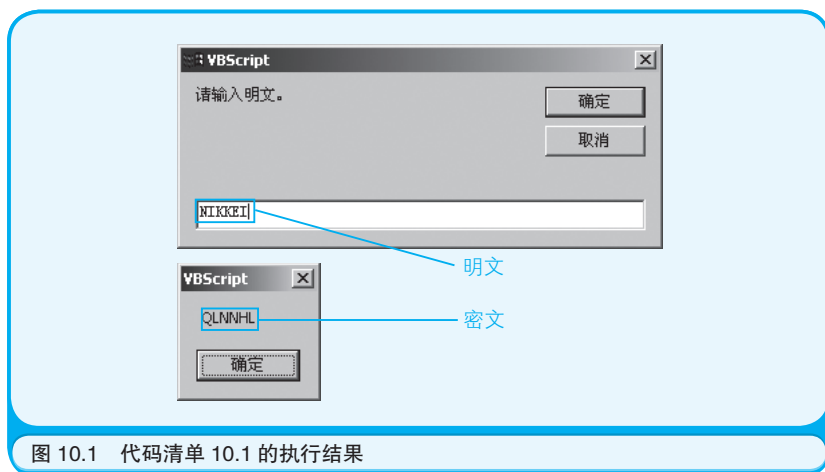 VBScript
请输入明文。
确定
取消
NIKKEI
明文
VBScript
QLNNHL
密文
确定
图 10.1 代码清单 10.1 的执行结果